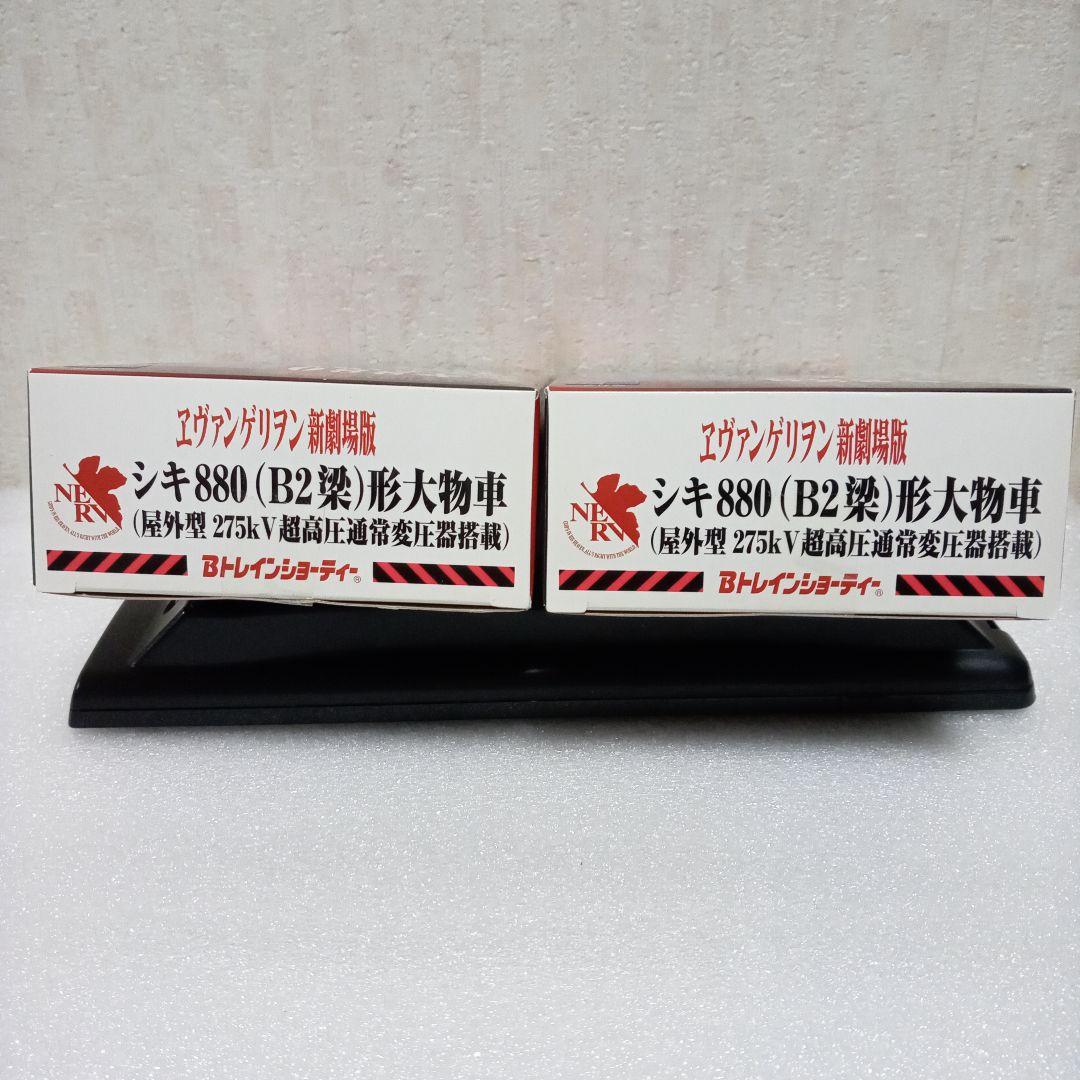 ヱヴァンゲリヲン新劇場版
NERV
シキ880(B2梁)形大物車
(屋外型 275kV超高圧通常変圧器搭載)
Bトレインショーティー®
ヱヴァンゲリヲン新劇場版
NERV
シキ880(B2梁)形大物車
(屋外型 275kV超高圧通常変圧器搭載)
Bトレインショーティー®